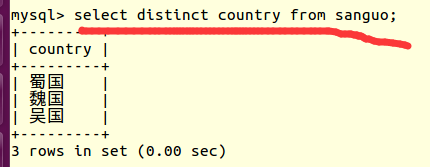 mysql> select distinct country from sanguo;
+---------+
| country |
+---------+
| 蜀国    |
| 魏国    |
| 吴国    |
+---------+
3 rows in set (0.00 sec)